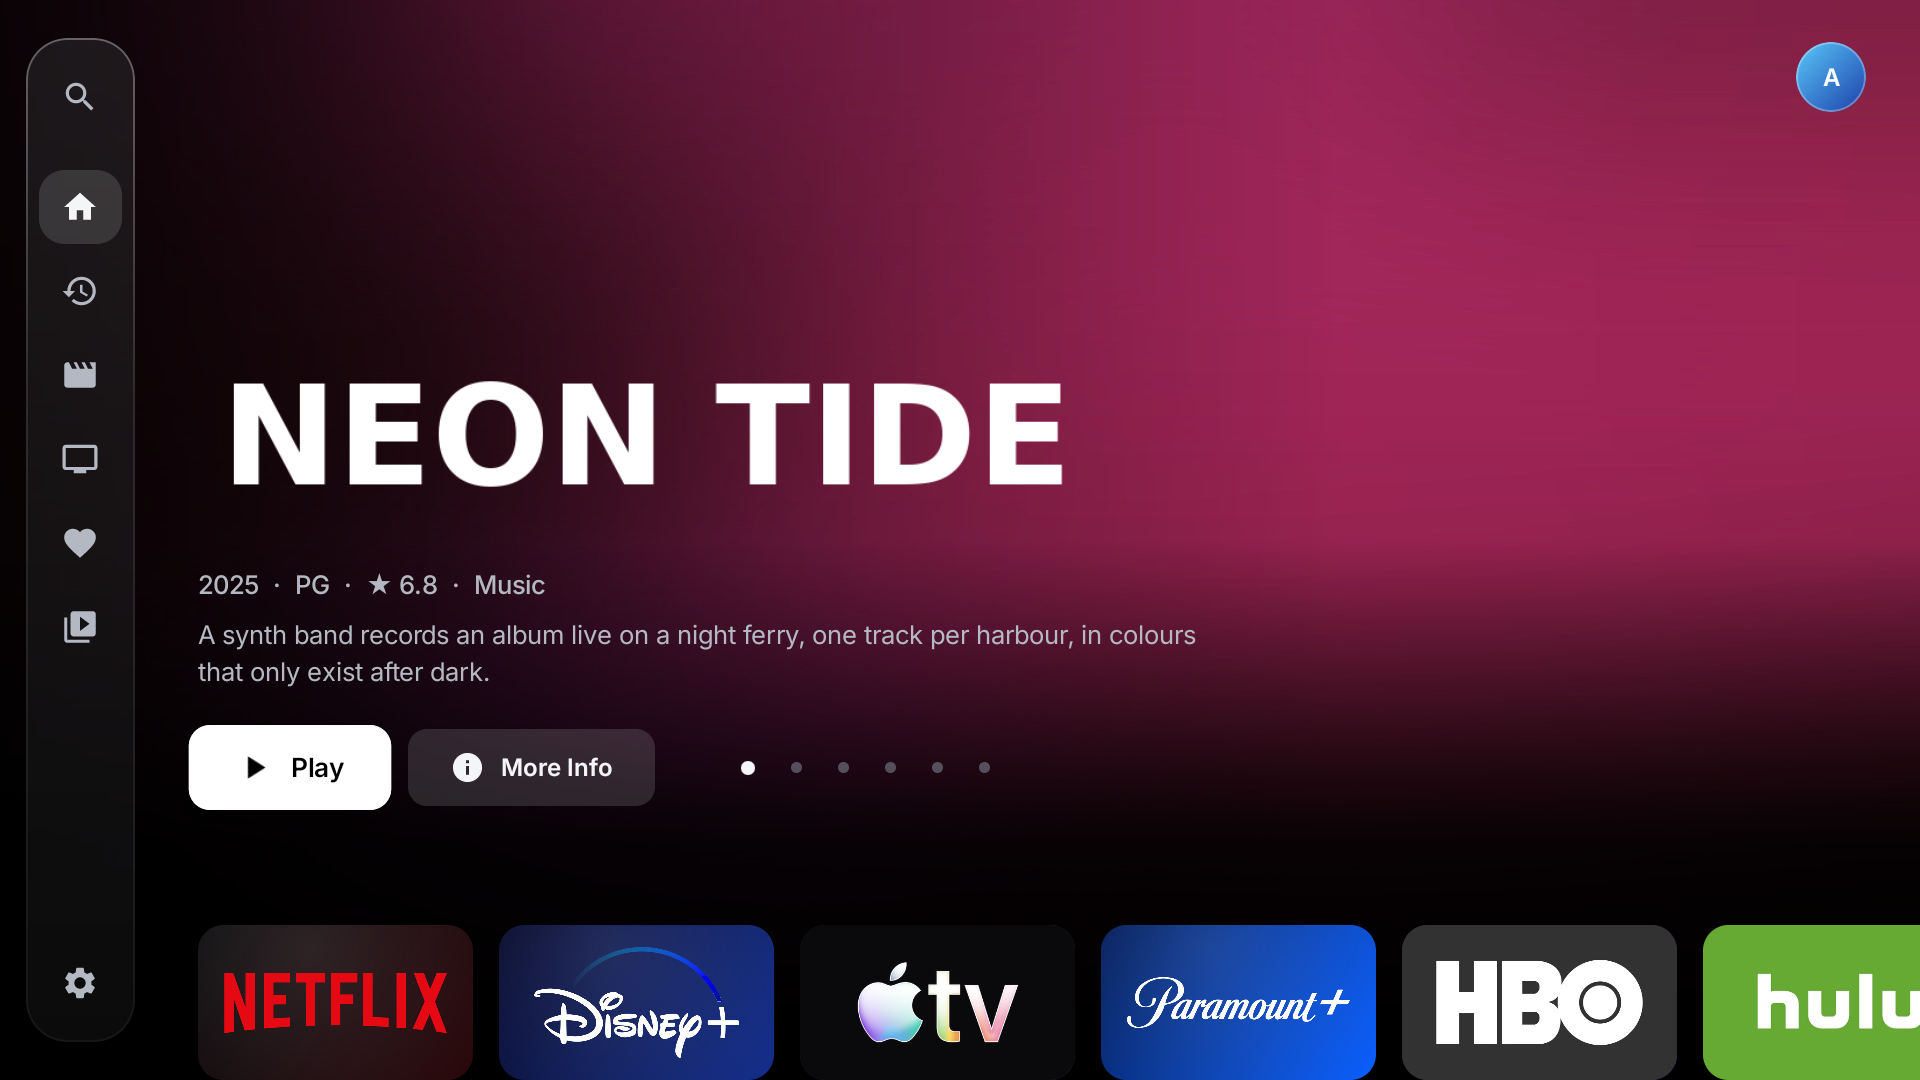 A
NEON TIDE
2025 · PG · ★ 6.8 · Music
A synth band records an album live on a night ferry, one track per harbour, in colours
that only exist after dark.
Play
More Info
NETFLIX
Disney+
tv
Paramount+
HBO
hulu